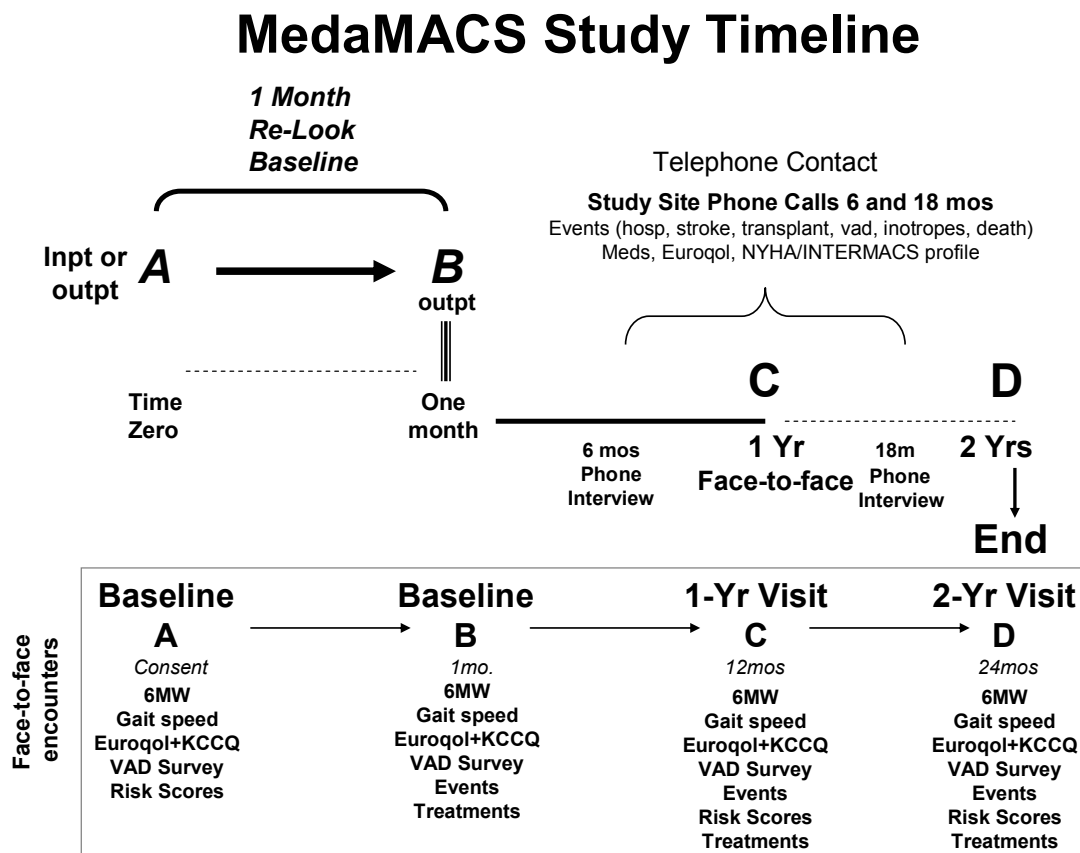 MedaMACS Study Timeline
1 Month
Re-Look
Baseline
Telephone Contact
Study Site Phone Calls 6 and 18 mos
Events (hosp, stroke, transplant, vad, inotropes, death)
Meds, Euroqol, NYHA/INTERMACS profile
Inpt or
outpt
A
B
outpt
Time
Zero
One
month
C
D
6 mos
Phone
Interview
1 Yr
Face-to-face
18m
Phone
Interview
2 Yrs
End
Face-to-face
encounters
Baseline
A
Consent
6MW
Gait speed
Euroqol+KCCQ
VAD Survey
Risk Scores
Baseline
B
1mo.
6MW
Gait speed
Euroqol+KCCQ
VAD Survey
Events
Treatments
1-Yr Visit
C
12mos
6MW
Gait speed
Euroqol+KCCQ
VAD Survey
Events
Risk Scores
Treatments
2-Yr Visit
D
24mos
6MW
Gait speed
Euroqol+KCCQ
VAD Survey
Events
Risk Scores
Treatments